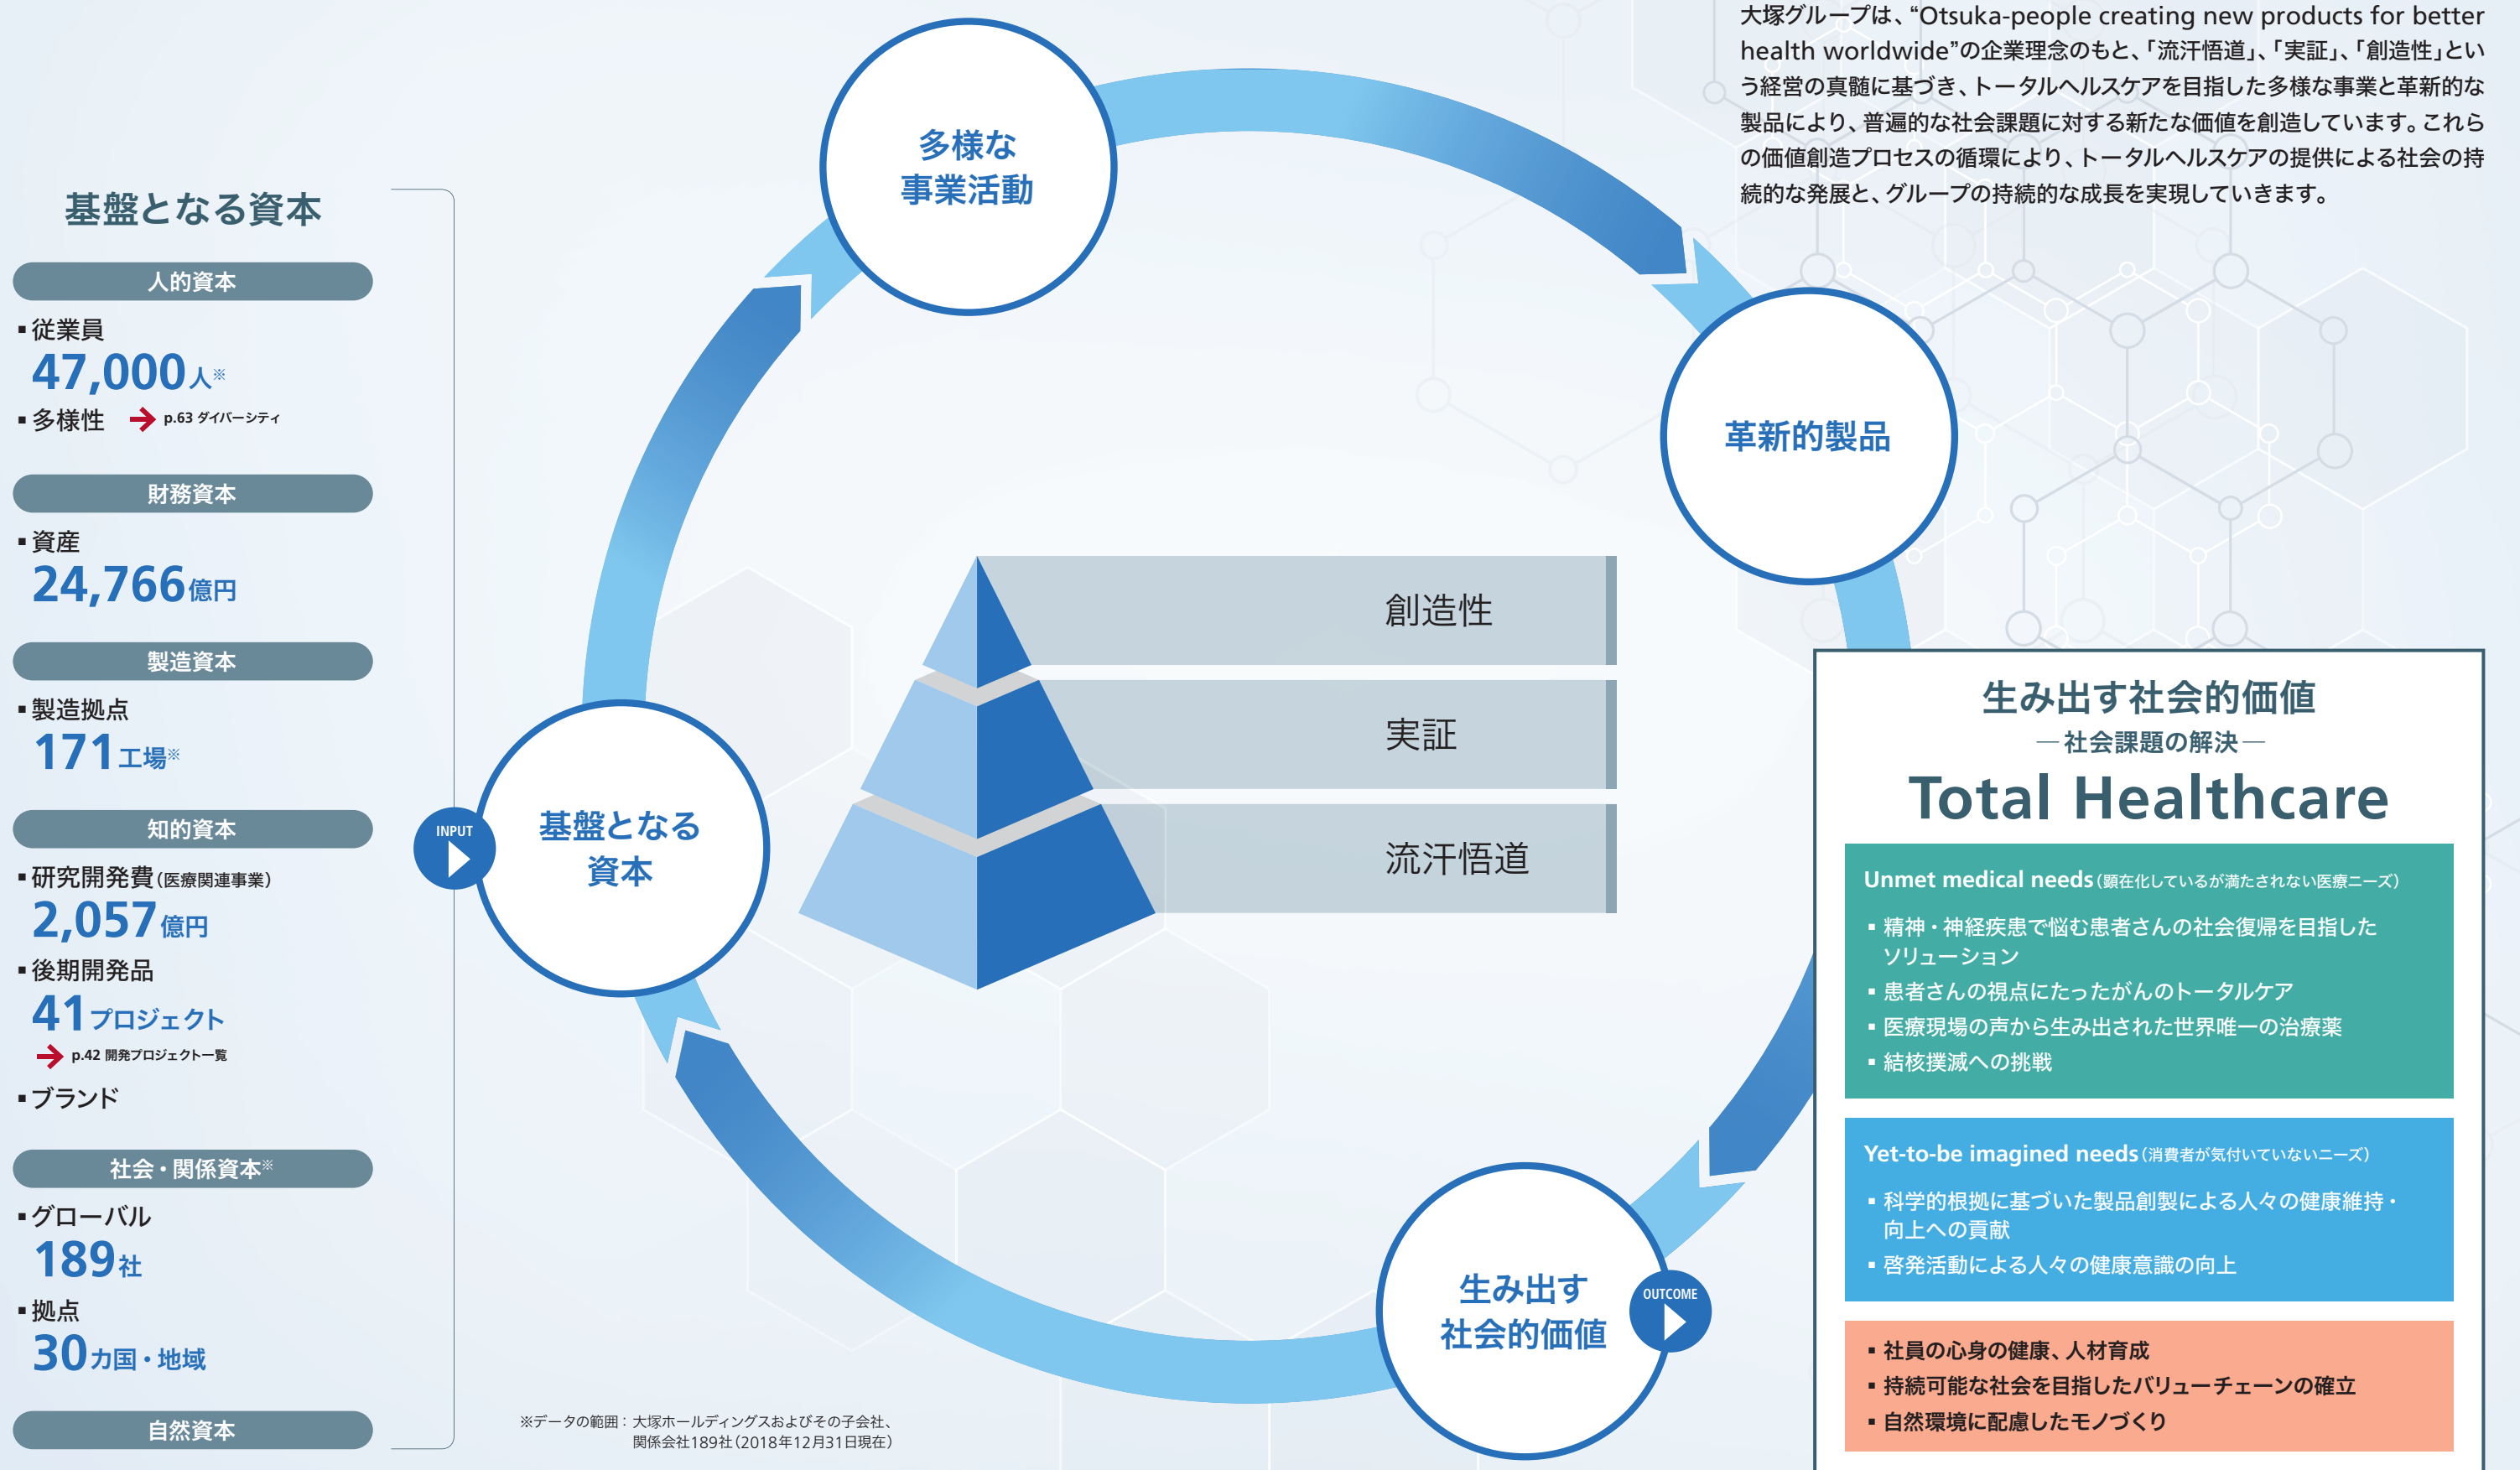 大塚グループは、“Otsuka-people creating new products for better
health worldwide”の企業理念のもと、「流汗悟道」、「実証」、「創造性」とい
う経営の真髄に基づき、トータルヘルスケアを目指した多様な事業と革新的な
製品により、普遍的な社会課題に対する新たな価値を創造しています。これら
の価値創造プロセスの循環により、トータルヘルスケアの提供による社会の持
続的な発展と、グループの持続的な成長を実現していきます。
基盤となる資本
人的資本
▪従業員
47,000人※
▪多様性 p.63 ダイバーシティ
財務資本
▪資産
24,766億円
製造資本
▪製造拠点
171工場※
知的資本
▪研究開発費(医療関連事業)
2,057億円
▪後期開発品
41プロジェクト
p.42 開発プロジェクト一覧
▪ブランド
社会・関係資本※
▪グローバル
189社
▪拠点
30カ国・地域
自然資本
INPUT
基盤となる
資本
多様な
事業活動
革新的製品
創造性
実証
流汗悟道
生み出す
社会的価値
OUTCOME
生み出す社会的価値
―社会課題の解決―
Total Healthcare
Unmet medical needs(顕在化しているが満たされない医療ニーズ)
▪精神・神経疾患で悩む患者さんの社会復帰を目指した
ソリューション
▪患者さんの視点にたったがんのトータルケア
▪医療現場の声から生み出された世界唯一の治療薬
▪結核撲滅への挑戦
Yet-to-be imagined needs(消費者が気付いていないニーズ)
▪科学的根拠に基づいた製品創製による人々の健康維持・
向上への貢献
▪啓発活動による人々の健康意識の向上
▪社員の心身の健康、人材育成
▪持続可能な社会を目指したバリューチェーンの確立
▪自然環境に配慮したモノづくり
※データの範囲：大塚ホールディングスおよびその子会社、
関係会社189社(2018年12月31日現在)